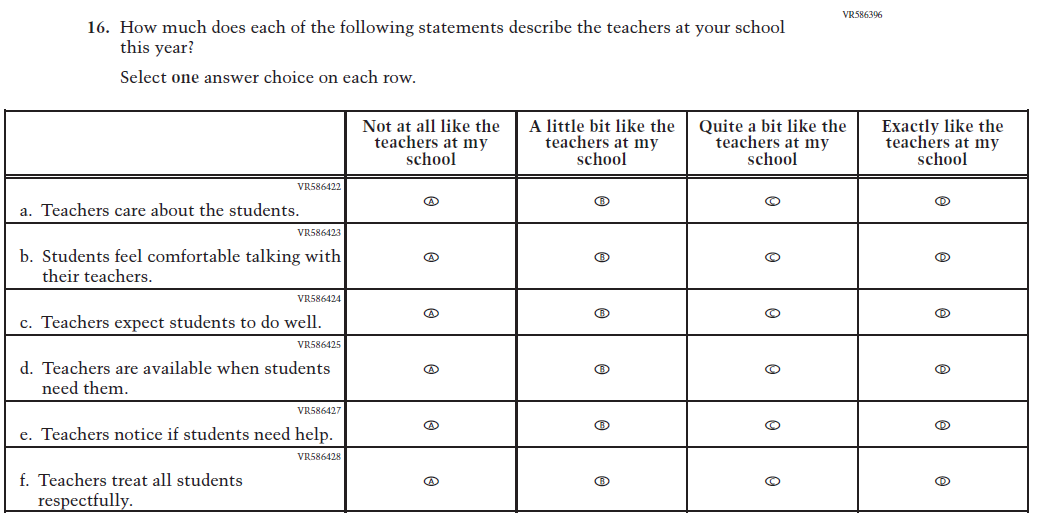 VR586396
16. How much does each of the following statements describe the teachers at your school
this year?
Select one answer choice on each row.
Not at all like the
teachers at my
school
A little bit like the
teachers at my
school
Quite a bit like the
teachers at my
school
Exactly like the
teachers at my
school
VR586422
a. Teachers care about the students.
A B C D
VR586423
b. Students feel comfortable talking with
their teachers.
A B C D
VR586424
c. Teachers expect students to do well.
A B C D
VR586425
d. Teachers are available when students
need them.
A B C D
VR586427
e. Teachers notice if students need help.
A B C D
VR586428
f. Teachers treat all students
respectfully.
A B C D